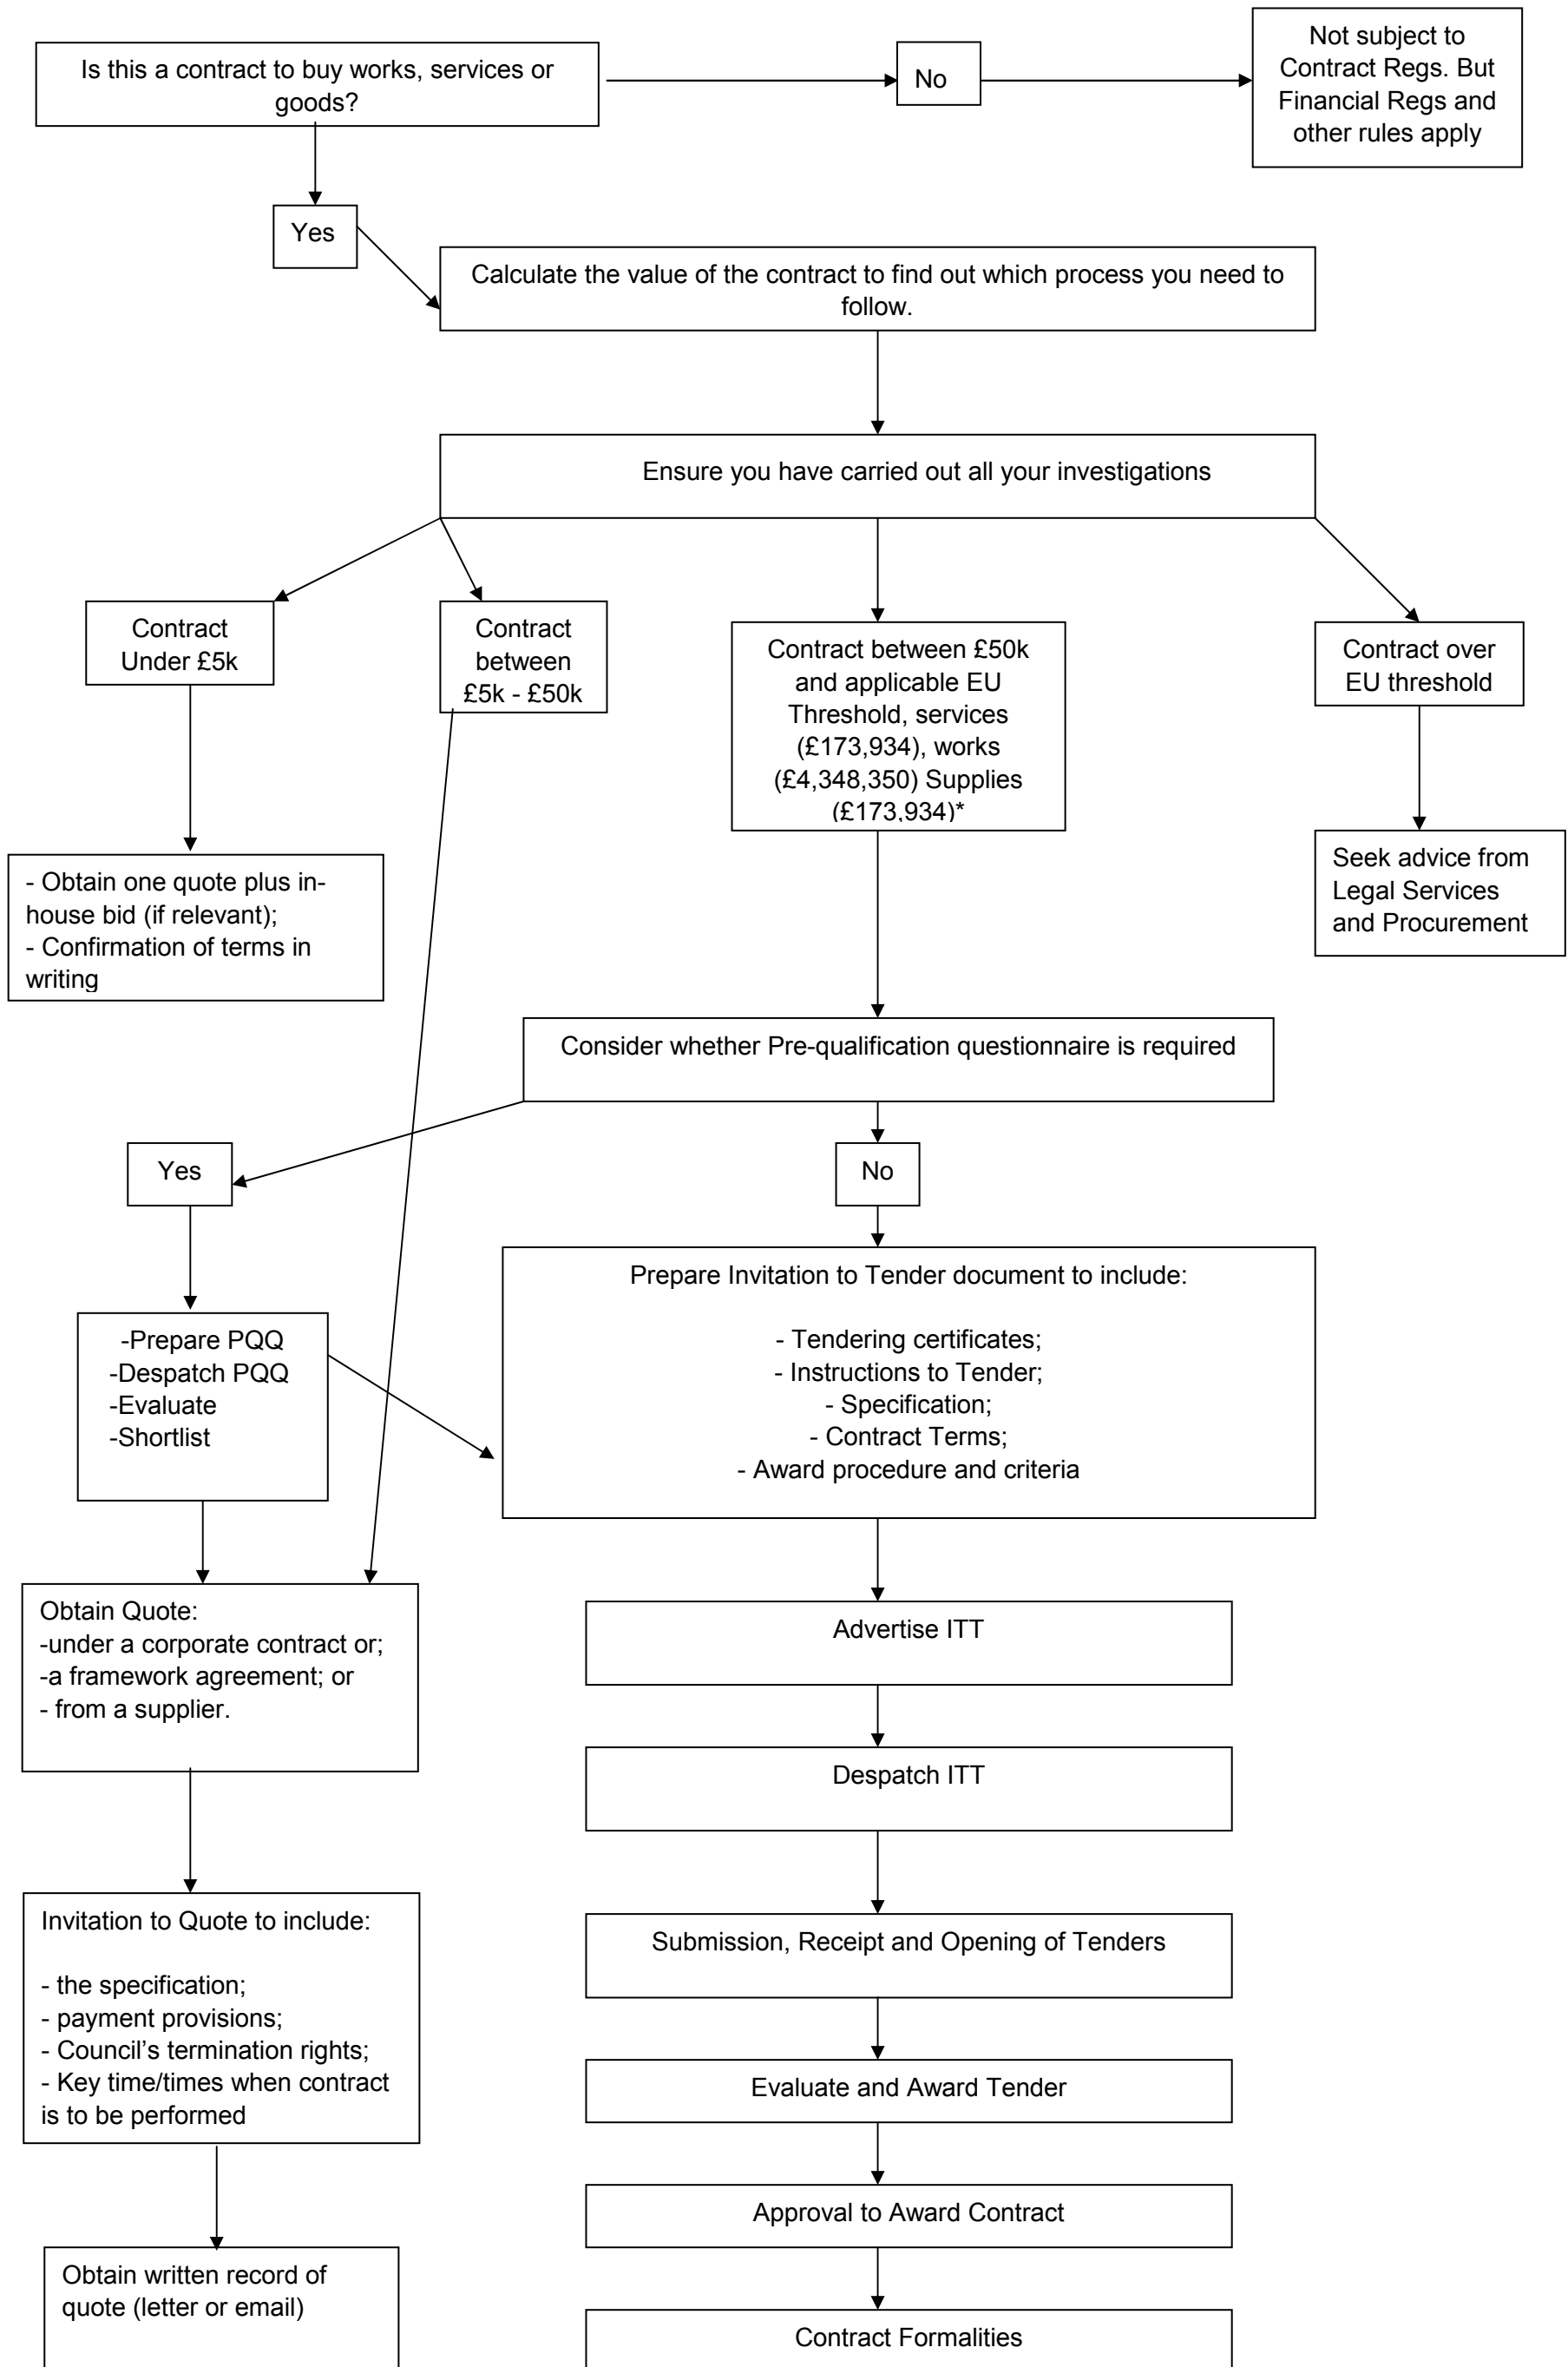 Is this a contract to buy works, services or
goods?
No
Not subject to
Contract Regs. But
Financial Regs and
other rules apply
Yes
Calculate the value of the contract to find out which process you need to
follow.
Ensure you have carried out all your investigations
Contract
Under £5k
Contract
between
£5k - £50k
Contract between £50k
and applicable EU
Threshold, services
(£173,934), works
(£4,348,350) Supplies
(£173,934)*
Contract over
EU threshold
- Obtain one quote plus in-
house bid (if relevant);
- Confirmation of terms in
writing
Seek advice from
Legal Services
and Procurement
Consider whether Pre-qualification questionnaire is required
Yes
No
-Prepare PQQ
-Despatch PQQ
-Evaluate
-Shortlist
Prepare Invitation to Tender document to include:
- Tendering certificates;
- Instructions to Tender;
- Specification;
- Contract Terms;
- Award procedure and criteria
Obtain Quote:
-under a corporate contract or;
-a framework agreement; or
- from a supplier.
Advertise ITT
Despatch ITT
Invitation to Quote to include:
- the specification;
- payment provisions;
- Council’s termination rights;
- Key time/times when contract
is to be performed
Submission, Receipt and Opening of Tenders
Evaluate and Award Tender
Approval to Award Contract
Obtain written record of
quote (letter or email)
Contract Formalities